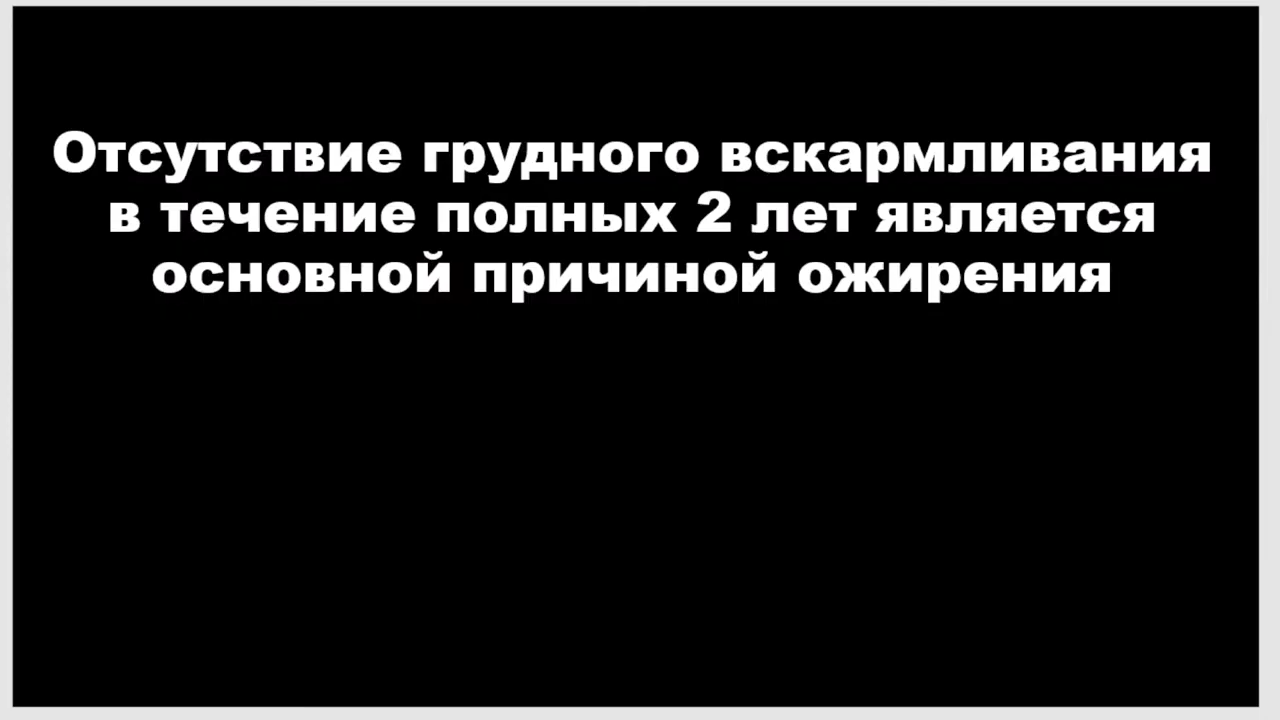 Отсутствие грудного вскармливания
в течение полных 2 лет является
основной причиной ожирения